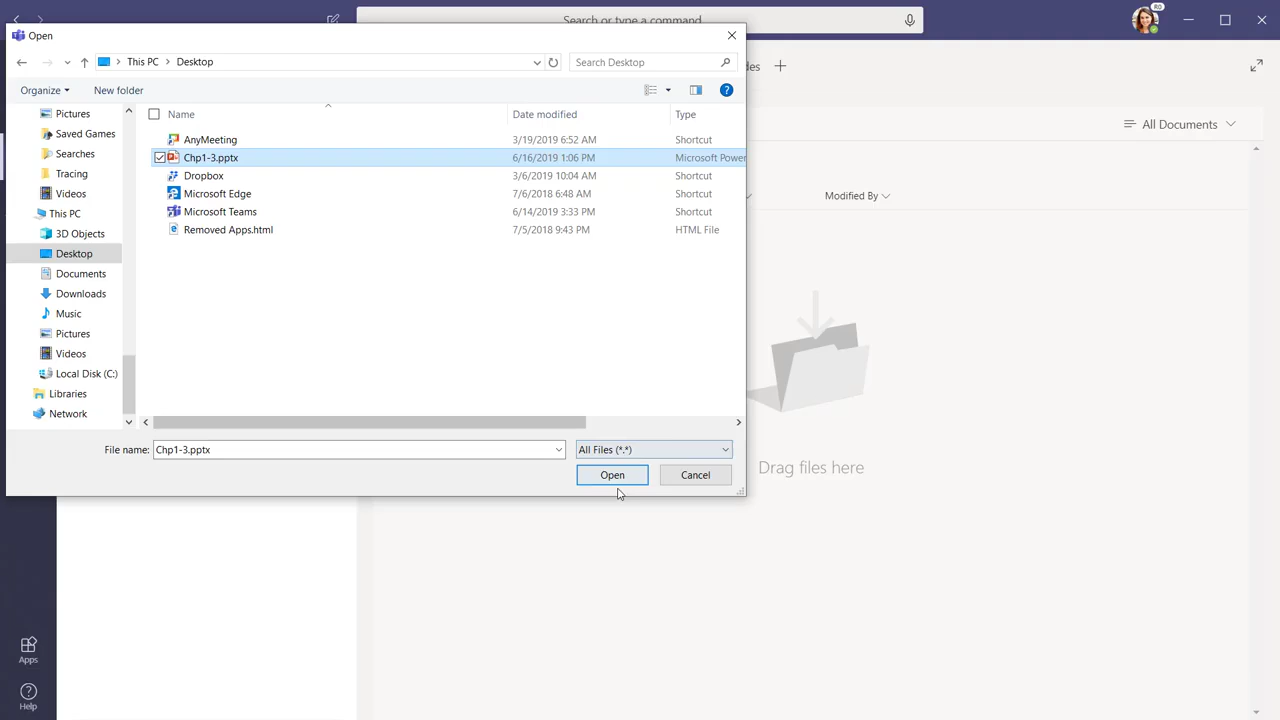 Search or type a command
RO
Open
This PC
Desktop
Search Desktop
Organize
New folder
?
Pictures
Saved Games
Searches
Tracing
Videos
This PC
3D Objects
Desktop
Documents
Downloads
Music
Pictures
Videos
Local Disk (C:)
Libraries
Network
Name
Date modified
Type
AnyMeeting
3/19/2019 6:52 AM
Shortcut
Chp1-3.pptx
6/16/2019 1:06 PM
Microsoft Power
Dropbox
3/6/2019 10:04 AM
Shortcut
Microsoft Edge
7/6/2018 6:48 AM
Shortcut
Microsoft Teams
6/14/2019 3:33 PM
Shortcut
Removed Apps.html
7/5/2018 9:43 PM
HTML File
File name:
Chp1-3.pptx
All Files (*.*)
Open
Cancel
All Documents
Modified By
Drag files here
Apps
Help